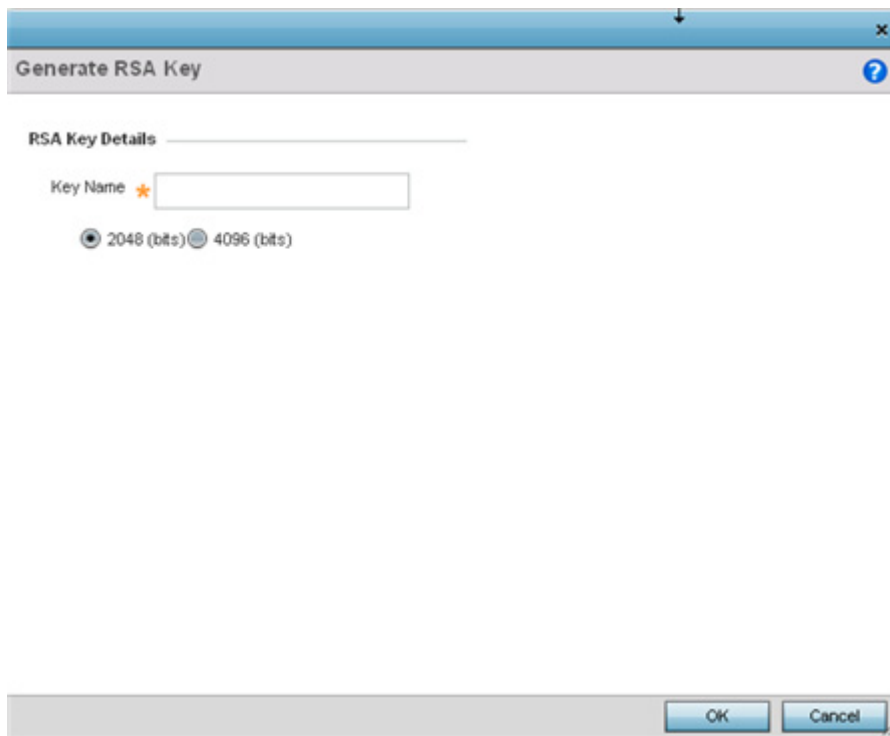 Generate RSA Key
?
RSA Key Details
Key Name *
2048 (bits) 4096 (bits)
OK Cancel